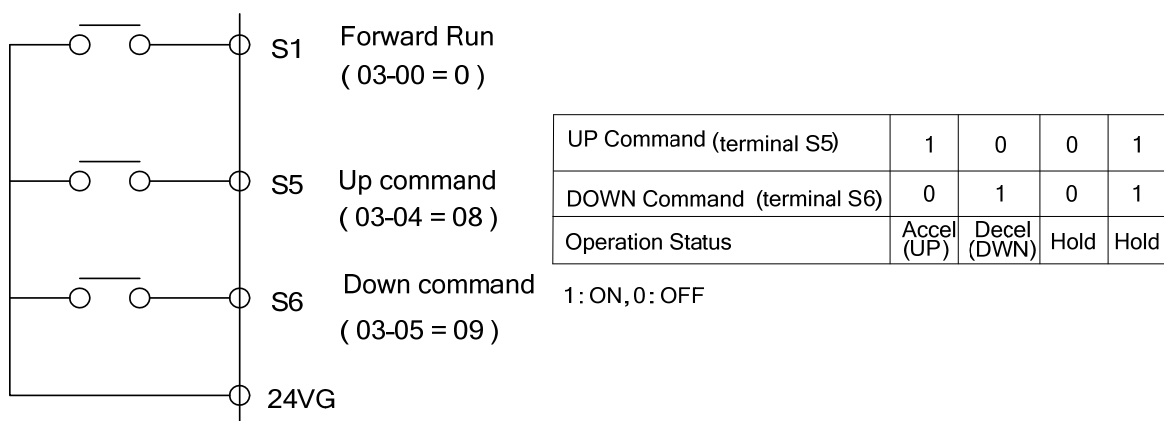 S1 Forward Run
( 03-00 = 0 )
S5 Up command
( 03-04 = 08 )
S6 Down command
( 03-05 = 09 )
24VG
UP Command (terminal S5) 1 0 0 1
DOWN Command (terminal S6) 0 1 0 1
Operation Status Accel (UP) Decel (DWN) Hold Hold
1: ON, 0: OFF